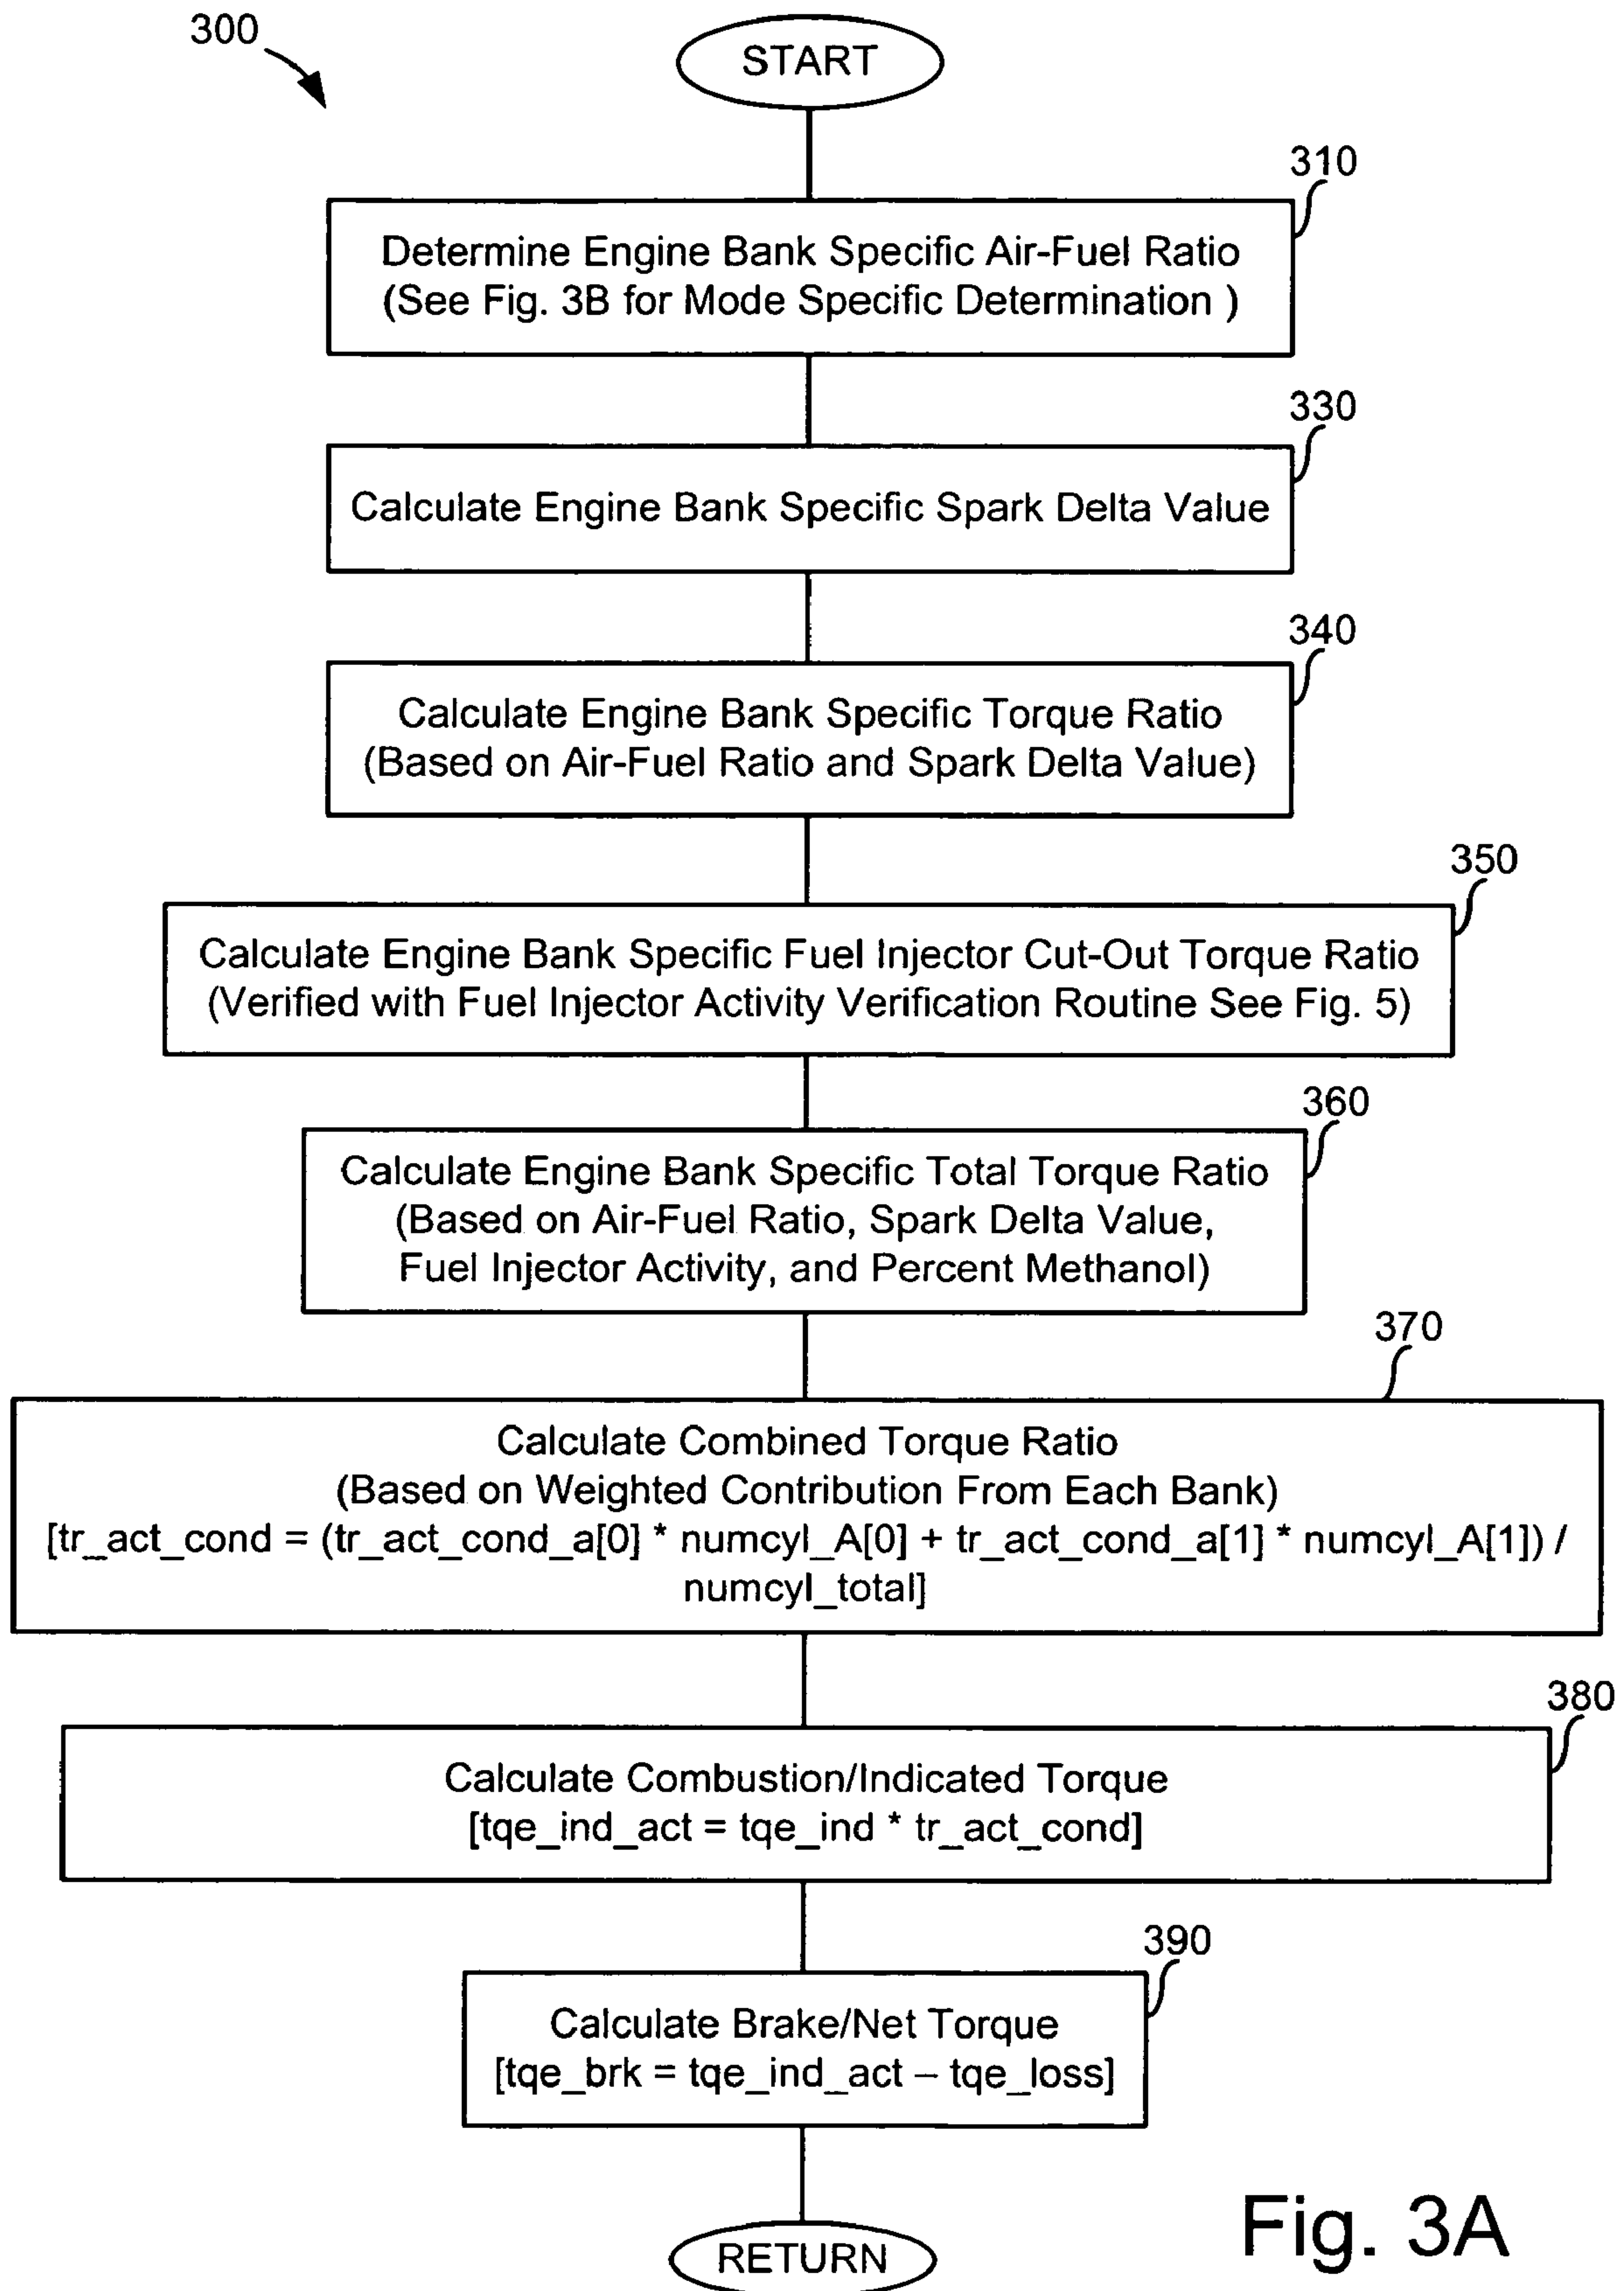 300
START
310
Determine Engine Bank Specific Air-Fuel Ratio
(See Fig. 3B for Mode Specific Determination )
330
Calculate Engine Bank Specific Spark Delta Value
340
Calculate Engine Bank Specific Torque Ratio
(Based on Air-Fuel Ratio and Spark Delta Value)
350
Calculate Engine Bank Specific Fuel Injector Cut-Out Torque Ratio
(Verified with Fuel Injector Activity Verification Routine See Fig. 5)
360
Calculate Engine Bank Specific Total Torque Ratio
(Based on Air-Fuel Ratio, Spark Delta Value,
Fuel Injector Activity, and Percent Methanol)
370
Calculate Combined Torque Ratio
(Based on Weighted Contribution From Each Bank)
[tr_act_cond = (tr_act_cond_a[0] * numcyl_A[0] + tr_act_cond_a[1] * numcyl_A[1]) /
numcyl_total]
380
Calculate Combustion/Indicated Torque
[tqe_ind_act = tqe_ind * tr_act_cond]
390
Calculate Brake/Net Torque
[tqe_brk = tqe_ind_act – tqe_loss]
RETURN
Fig. 3A